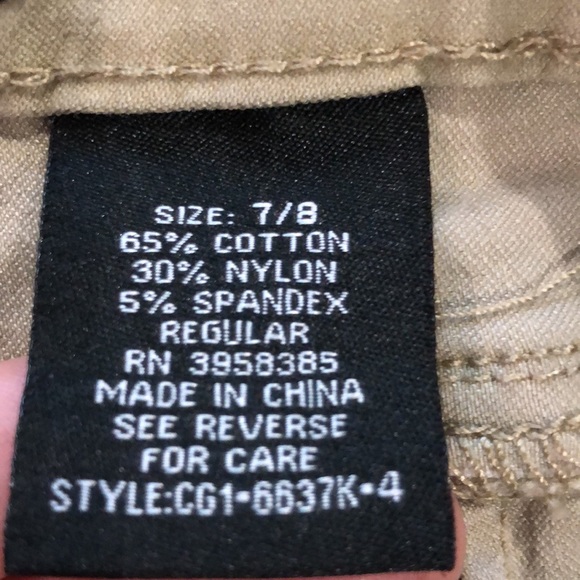 SIZE: 7/8
65% COTTON
30% NYLON
5% SPANDEX
REGULAR
RN 3958385
MADE IN CHINA
SEE REVERSE
FOR CARE
STYLE:CG1•6637K•4